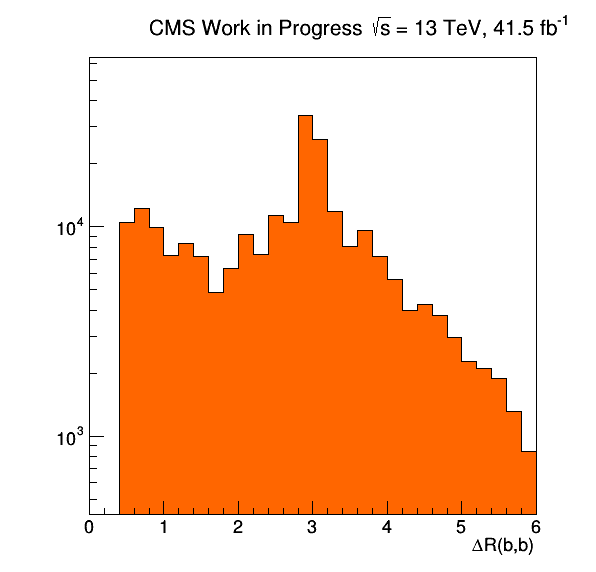 CMS Work in Progress √s = 13 TeV, 41.5 fb⁻¹
10⁴
10³
0 1 2 3 4 5 6
ΔR(b,b)